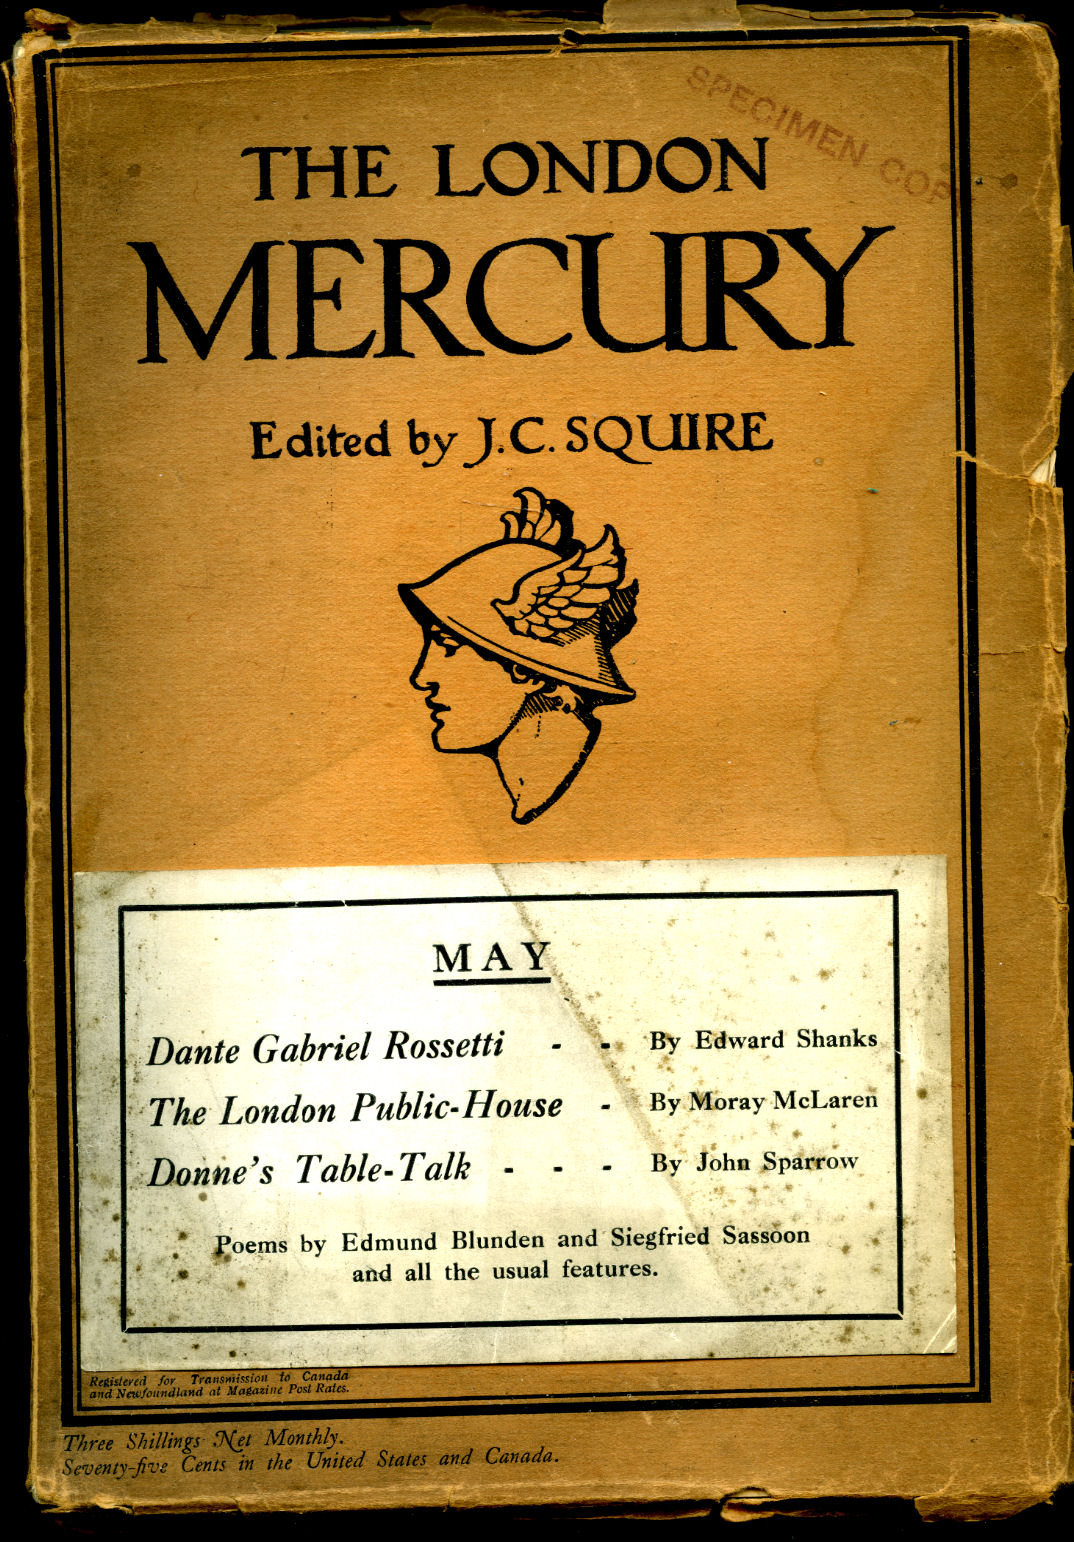 SPECIMEN COP
THE LONDON
MERCURY
Edited by J.C. SQUIRE
MAY
Dante Gabriel Rossetti - - By Edward Shanks
The London Public-House - By Moray McLaren
Donne's Table-Talk - - - By John Sparrow
Poems by Edmund Blunden and Siegfried Sassoon
and all the usual features.
Registered for Transmission to Canada
and Newfoundland at Magazine Post Rates.
Three Shillings Net Monthly.
Seventy-five Cents in the United States and Canada.